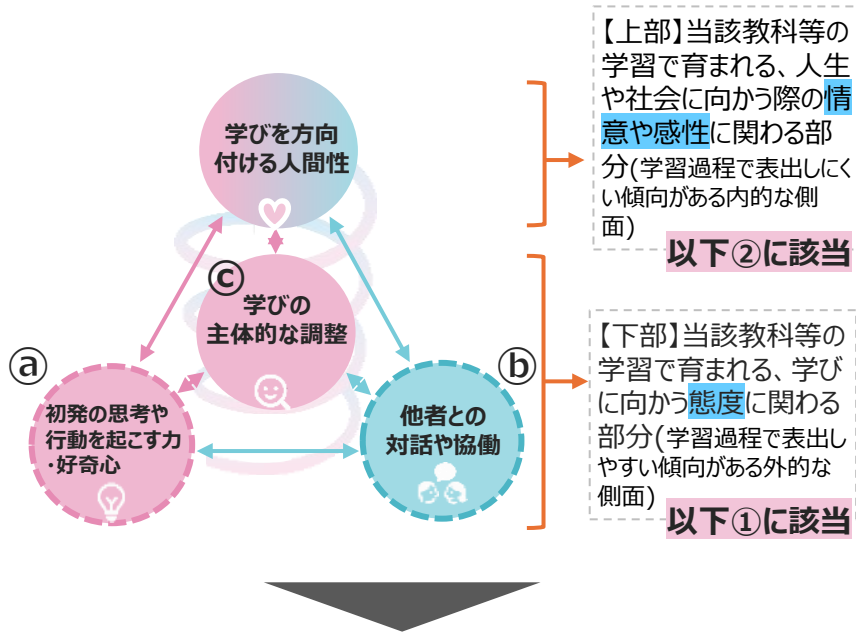 学びを方向
付ける人間性
ⓒ
学びの
主体的な調整
ⓐ
初発の思考や
行動を起こす力
・好奇心
ⓑ
他者との
対話や協働
【上部】当該教科等の
学習で育まれる、人生
や社会に向かう際の情
意や感性に関わる部
分(学習過程で表出しにく
い傾向がある内的な側
面)
以下②に該当
【下部】当該教科等の
学習で育まれる、学び
に向かう態度に関わる
部分(学習過程で表出し
やすい傾向がある外的な
側面)
以下①に該当